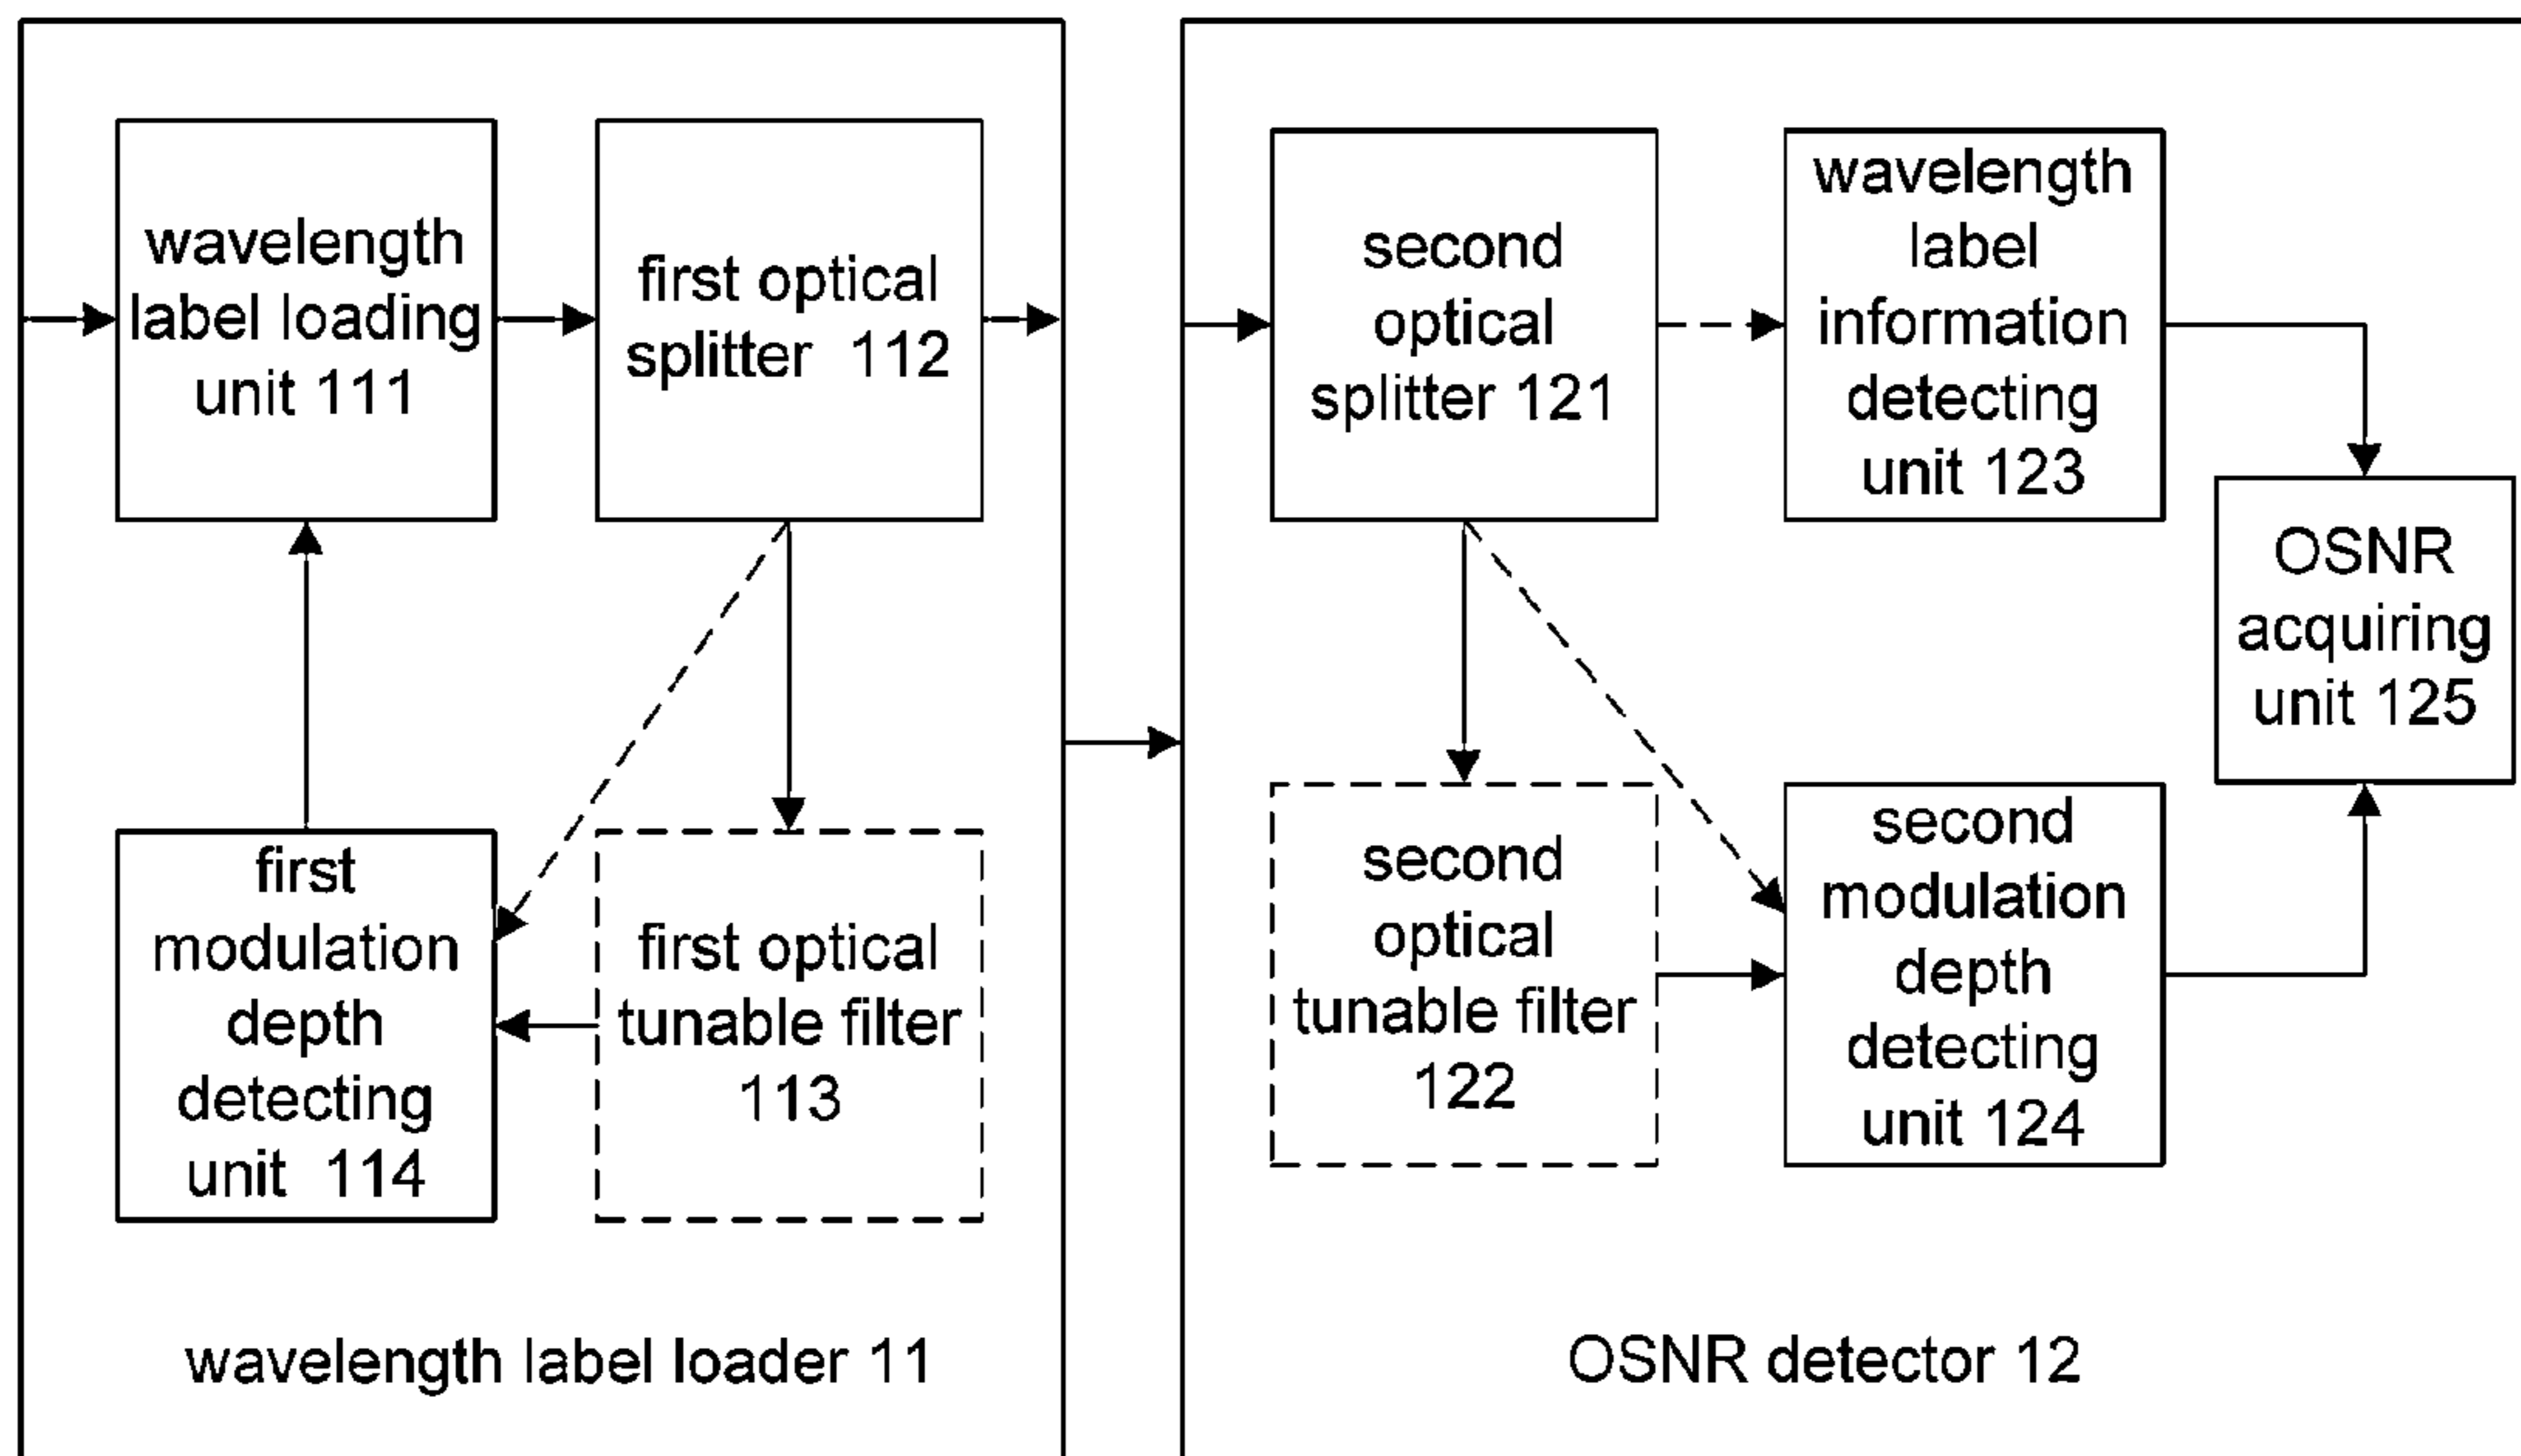 wavelength
label loading
unit 111
first optical
splitter 112
first
modulation
depth
detecting
unit 114
first optical
tunable filter
113
wavelength label loader 11
second
optical
splitter 121
wavelength
label
information
detecting
unit 123
OSNR
acquiring
unit 125
second
optical
tunable filter
122
second
modulation
depth
detecting
unit 124
OSNR detector 12